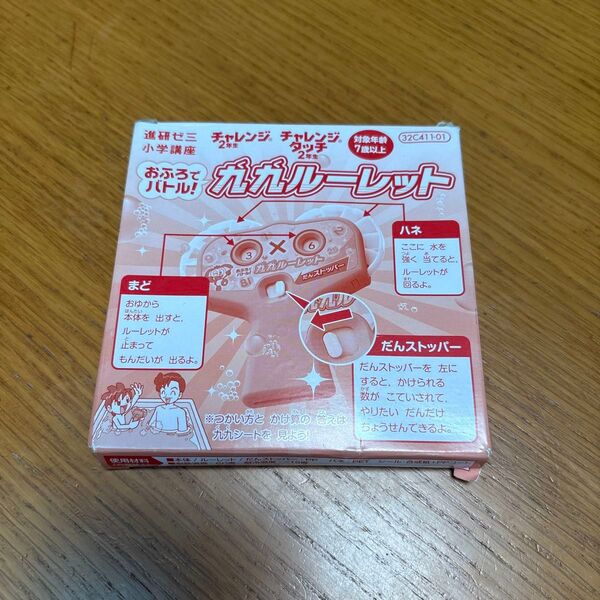 進研ゼミ
小学講座
チャレンジ®
2年生
チャレンジ®
タッチ
2年生
対象年齢
7歳以上
32C411-01
おふろで
バトル!
九九ルーレット
ハネ
ここに 水を
強く 当てると、
ルーレットが
回るよ。
3 × 6
九九ルーレット
だんストッパー
まど
おゆから
本体を 出すと、
ルーレットが
止まって
もんだいが 出るよ。
だんストッパー
だんストッパーを 左に
すると、かけられる
数が こていされて、
やりたい だんだけ
ちょうせんできるよ。
※つかい方と かけ算の 答えは
九九シートを 見よう!
使用材料